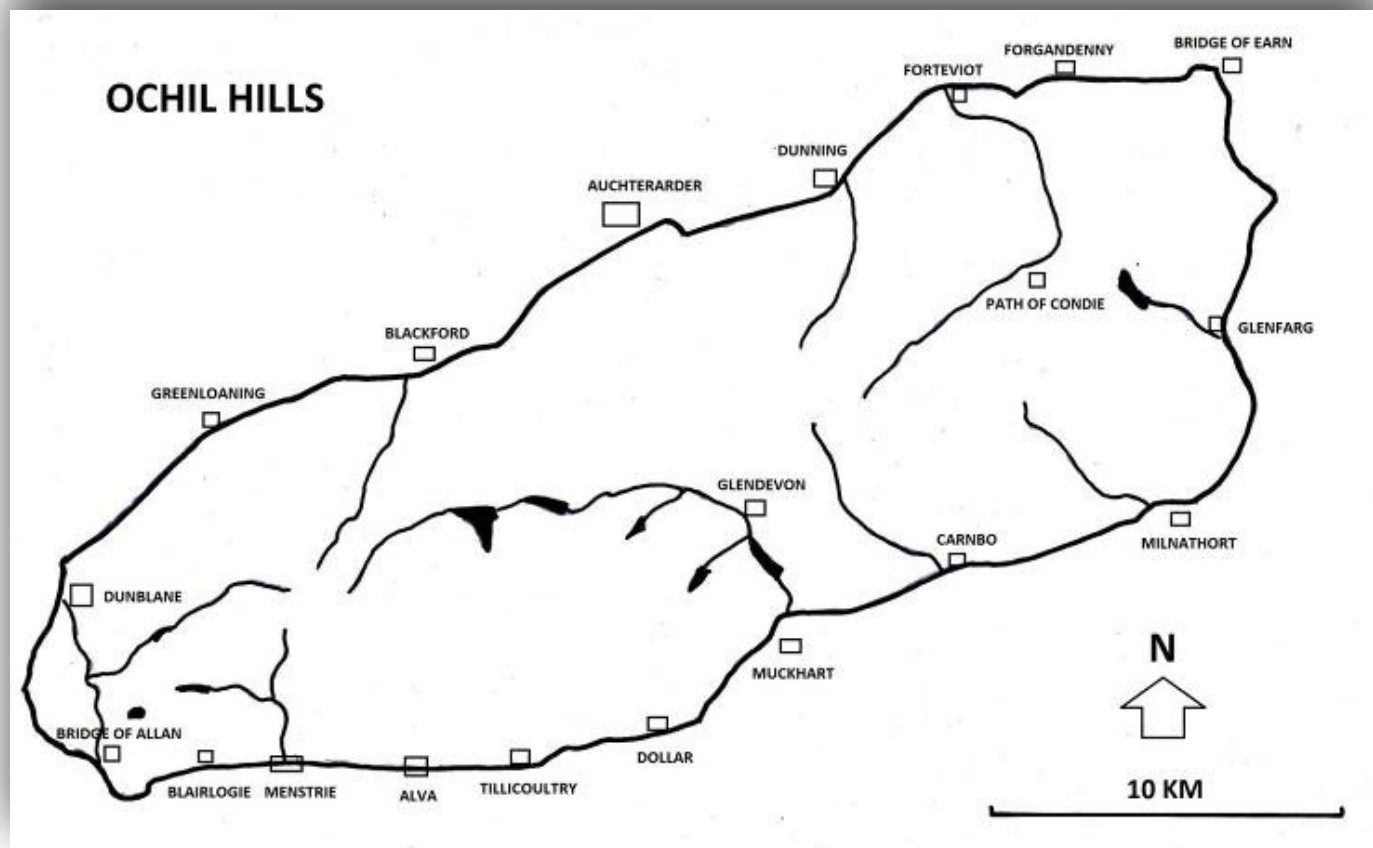 OCHIL HILLS
BRIDGE OF EARN
FORGANDENNY
FORTEVIOT
DUNNING
AUCHTERARDER
PATH OF CONDIE
GLENFARG
BLACKFORD
GREENLOANING
GLENDEVON
CARNBO
MILNATHORT
DUNBLANE
MUCKHART
N
BRIDGE OF ALLAN
DOLLAR
BLAIRLOGIE
MENSTRIE
ALVA
TILLICOULTRY
10 KM